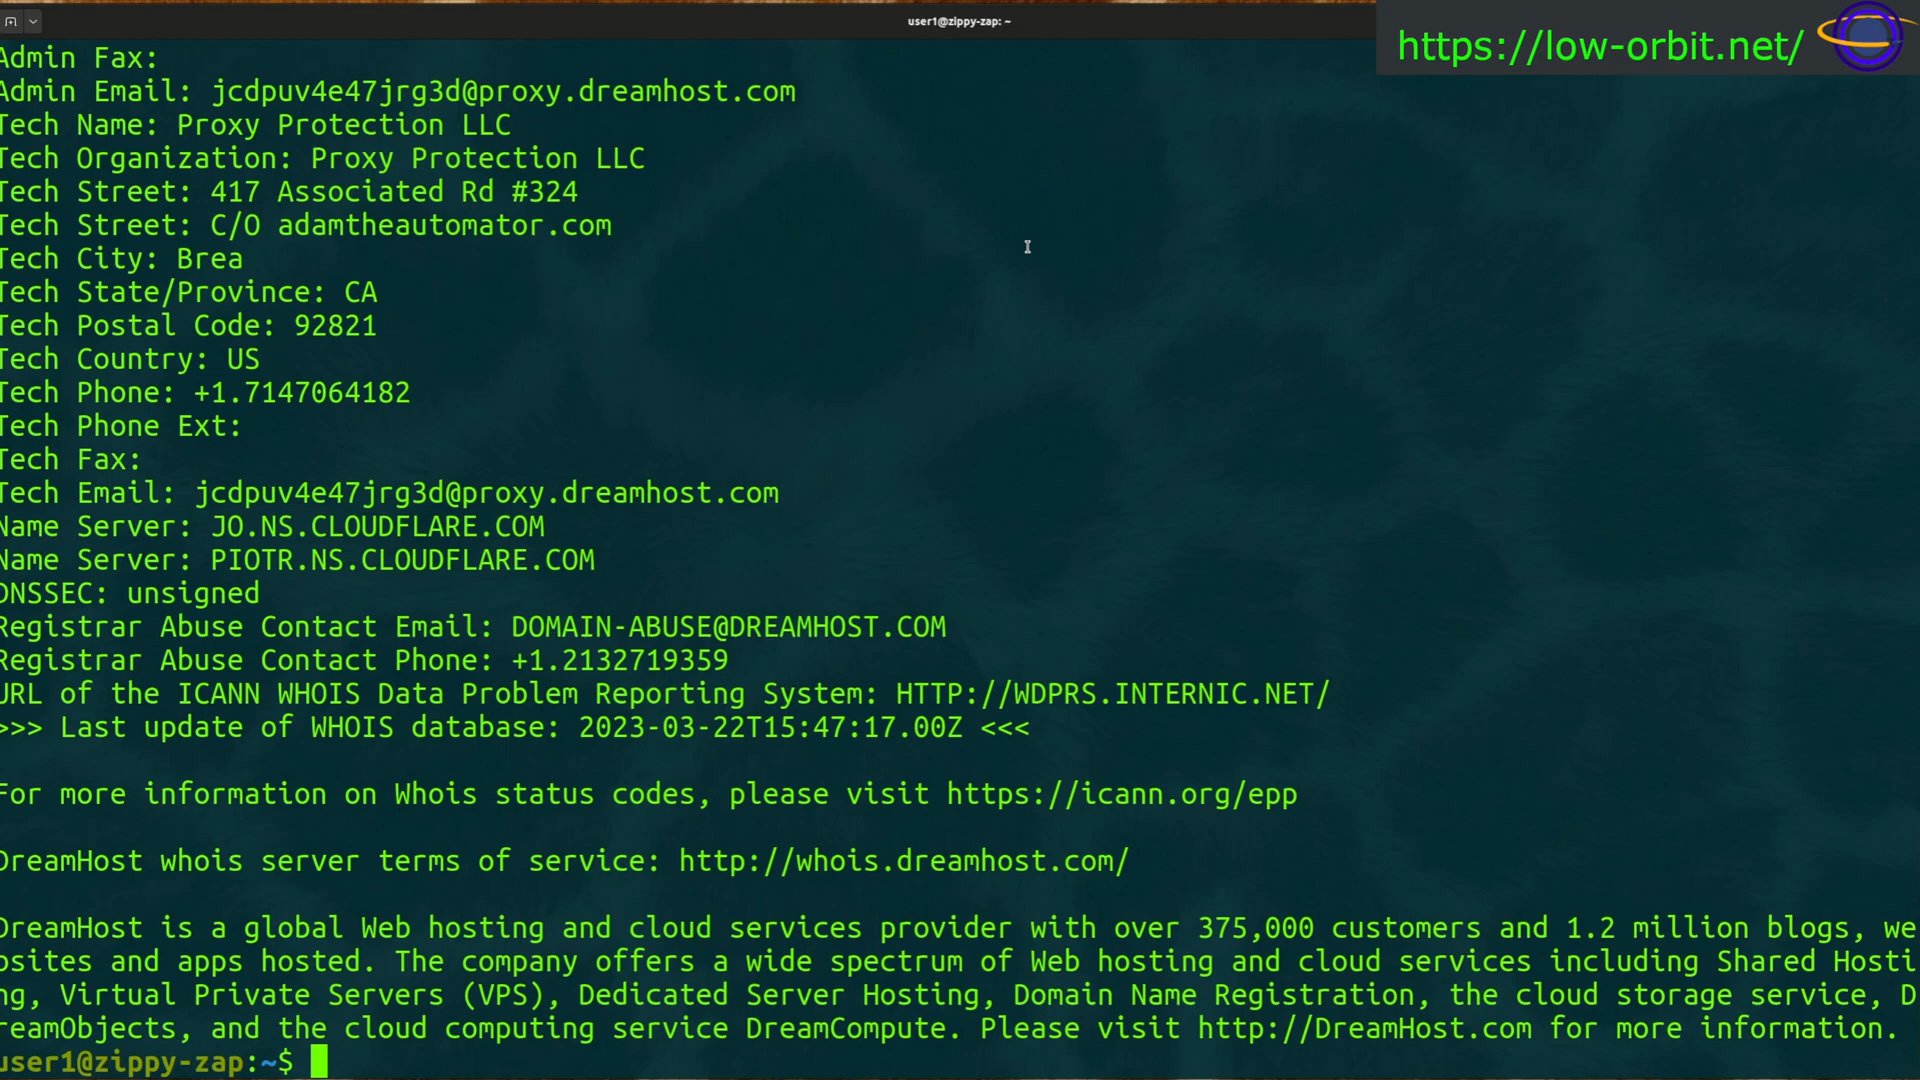 user1@zippy-zap: ~
https://low-orbit.net/
Admin Fax:
Admin Email: jcdpuv4e47jrg3d@proxy.dreamhost.com
Tech Name: Proxy Protection LLC
Tech Organization: Proxy Protection LLC
Tech Street: 417 Associated Rd #324
Tech Street: C/O adamtheautomator.com
Tech City: Brea
Tech State/Province: CA
Tech Postal Code: 92821
Tech Country: US
Tech Phone: +1.7147064182
Tech Phone Ext:
Tech Fax:
Tech Email: jcdpuv4e47jrg3d@proxy.dreamhost.com
Name Server: JO.NS.CLOUDFLARE.COM
Name Server: PIOTR.NS.CLOUDFLARE.COM
DNSSEC: unsigned
Registrar Abuse Contact Email: DOMAIN-ABUSE@DREAMHOST.COM
Registrar Abuse Contact Phone: +1.2132719359
URL of the ICANN WHOIS Data Problem Reporting System: HTTP://WDPRS.INTERNIC.NET/
>>> Last update of WHOIS database: 2023-03-22T15:47:17.00Z <<<
For more information on Whois status codes, please visit https://icann.org/epp
DreamHost whois server terms of service: http://whois.dreamhost.com/
DreamHost is a global Web hosting and cloud services provider with over 375,000 customers and 1.2 million blogs, we
bsites and apps hosted. The company offers a wide spectrum of Web hosting and cloud services including Shared Hosti
ng, Virtual Private Servers (VPS), Dedicated Server Hosting, Domain Name Registration, the cloud storage service, D
reamObjects, and the cloud computing service DreamCompute. Please visit http://DreamHost.com for more information.
user1@zippy-zap:~$